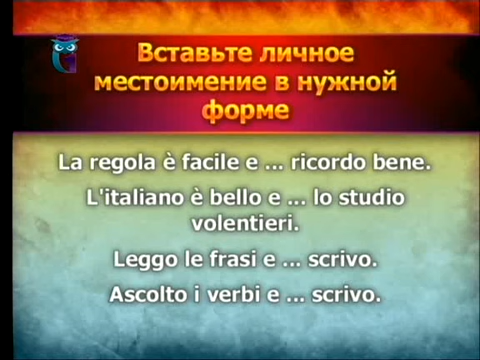 Вставьте личное
местоимение в нужной
форме
La regola è facile e ... ricordo bene.
L'italiano è bello e ... lo studio
volentieri.
Leggo le frasi e ... scrivo.
Ascolto i verbi e ... scrivo.